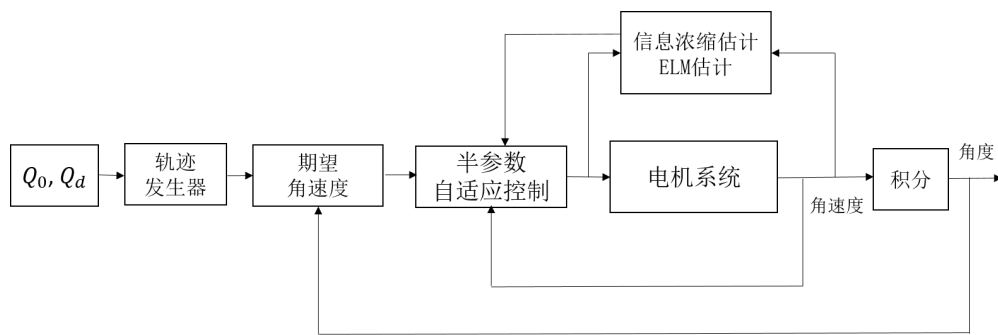 信息浓缩估计
ELM估计
Q₀, Q_d
轨迹
发生器
期望
角速度
半参数
自适应控制
电机系统
角速度
积分
角度